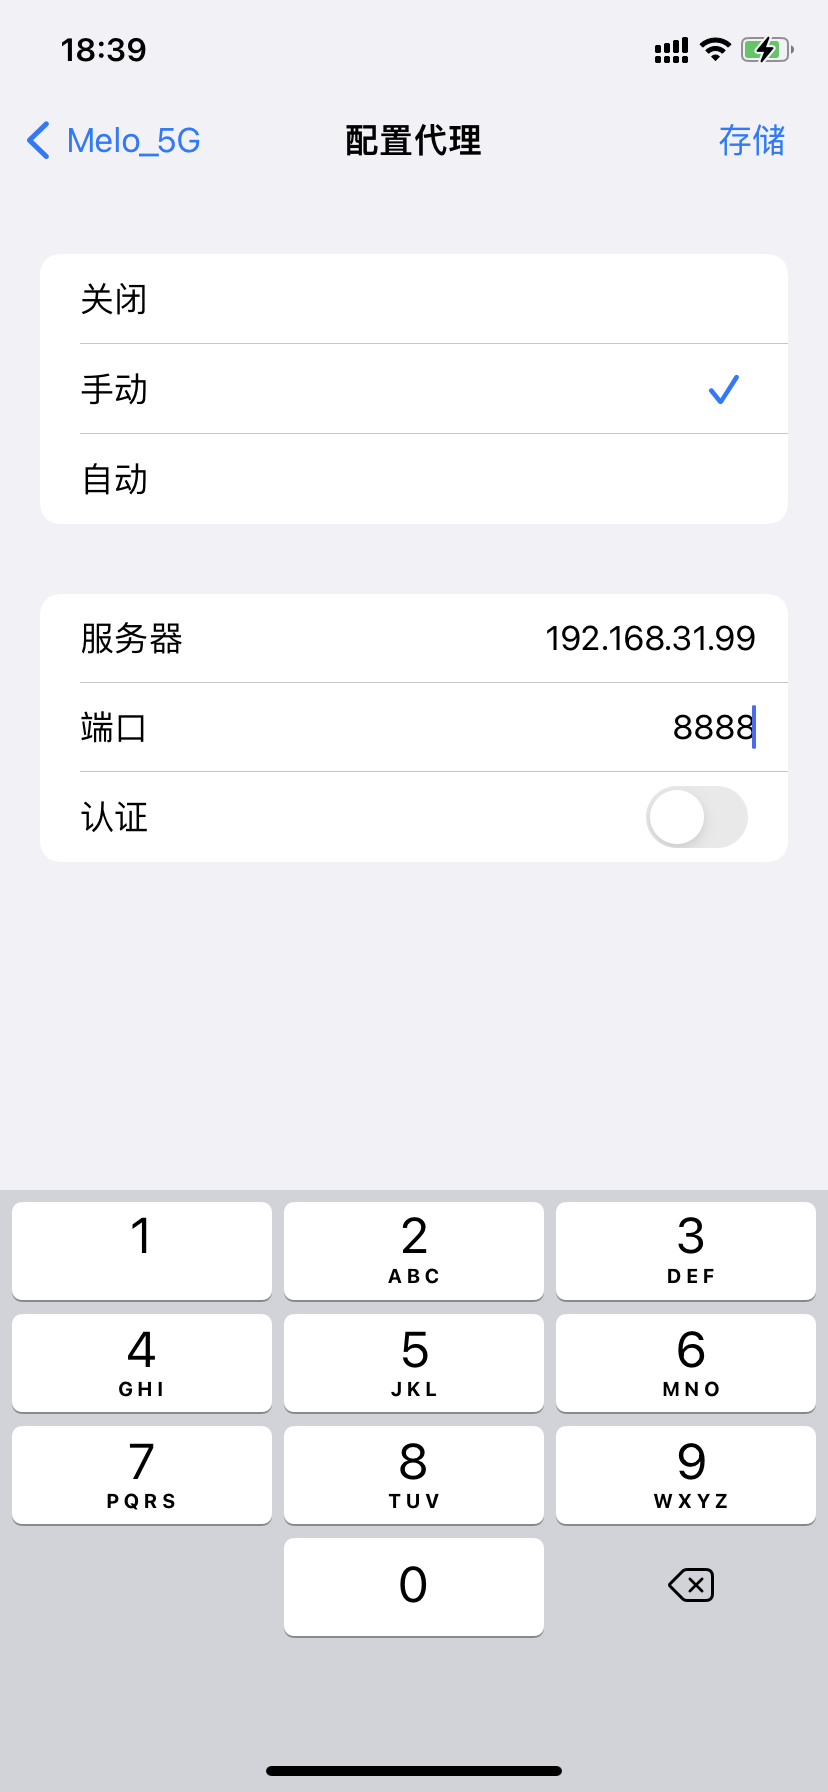 18:39
Melo_5G 配置代理 存储
关闭
手动
自动
服务器 192.168.31.99
端口 8888
认证
1 2 3
ABC DEF
4 5 6
GHI JKL MNO
7 8 9
PQRS TUV WXYZ
0